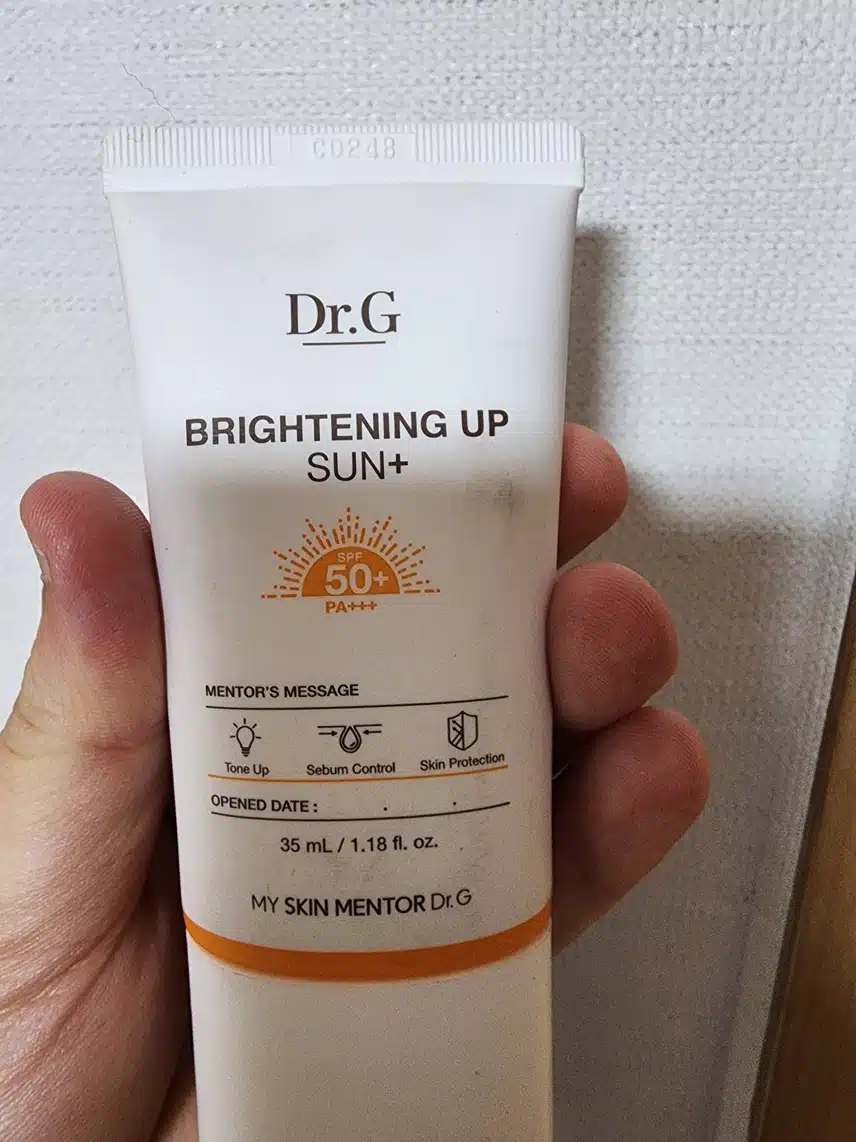 C0248
Dr.G
BRIGHTENING UP
SUN+
SPF
50+
PA+++
MENTOR'S MESSAGE
Tone Up Sebum Control Skin Protection
OPENED DATE : . .
35 mL / 1.18 fl. oz.
MY SKIN MENTOR Dr.G